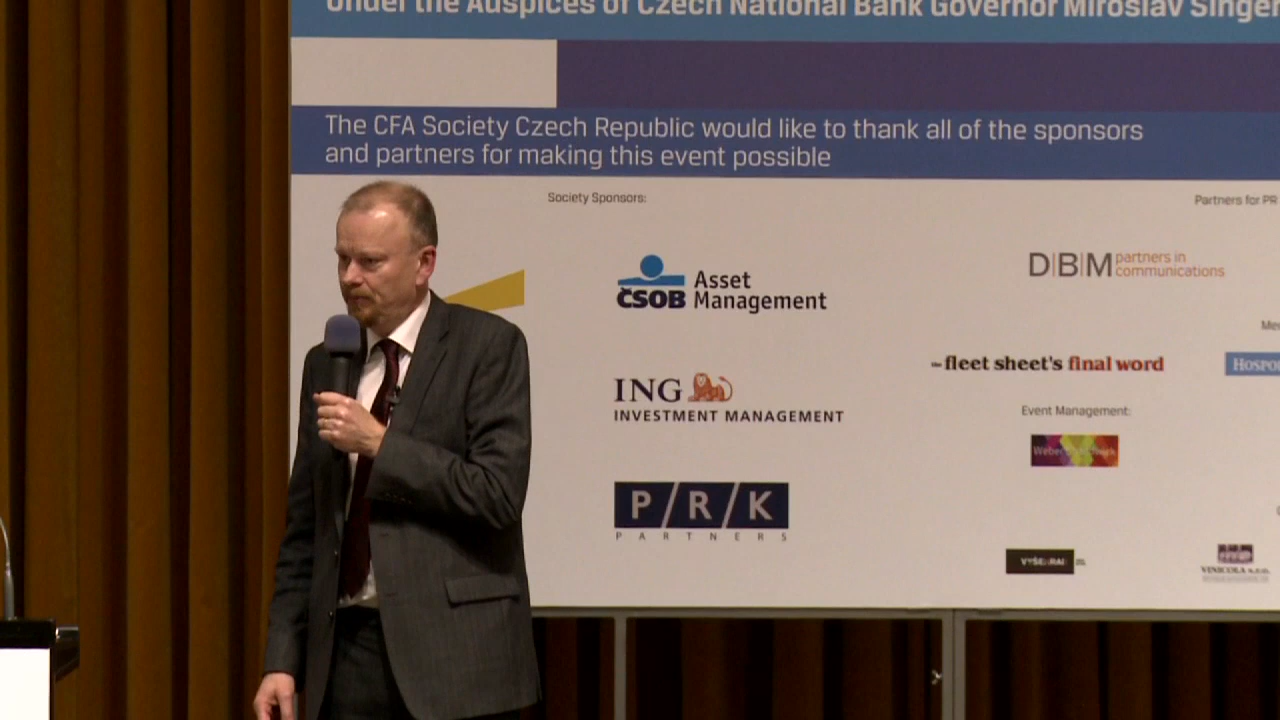 Under the Auspices of Czech National Bank Governor Miroslav Singer
The CFA Society Czech Republic would like to thank all of the sponsors
and partners for making this event possible
Society Sponsors:
Partners for PR
ČSOB Asset
Management
DBM partners in
communications
fleet sheet's final word
ING
INVESTMENT MANAGEMENT
Event Management:
P/R/K
PARTNERS
VINICOLA s.r.o.